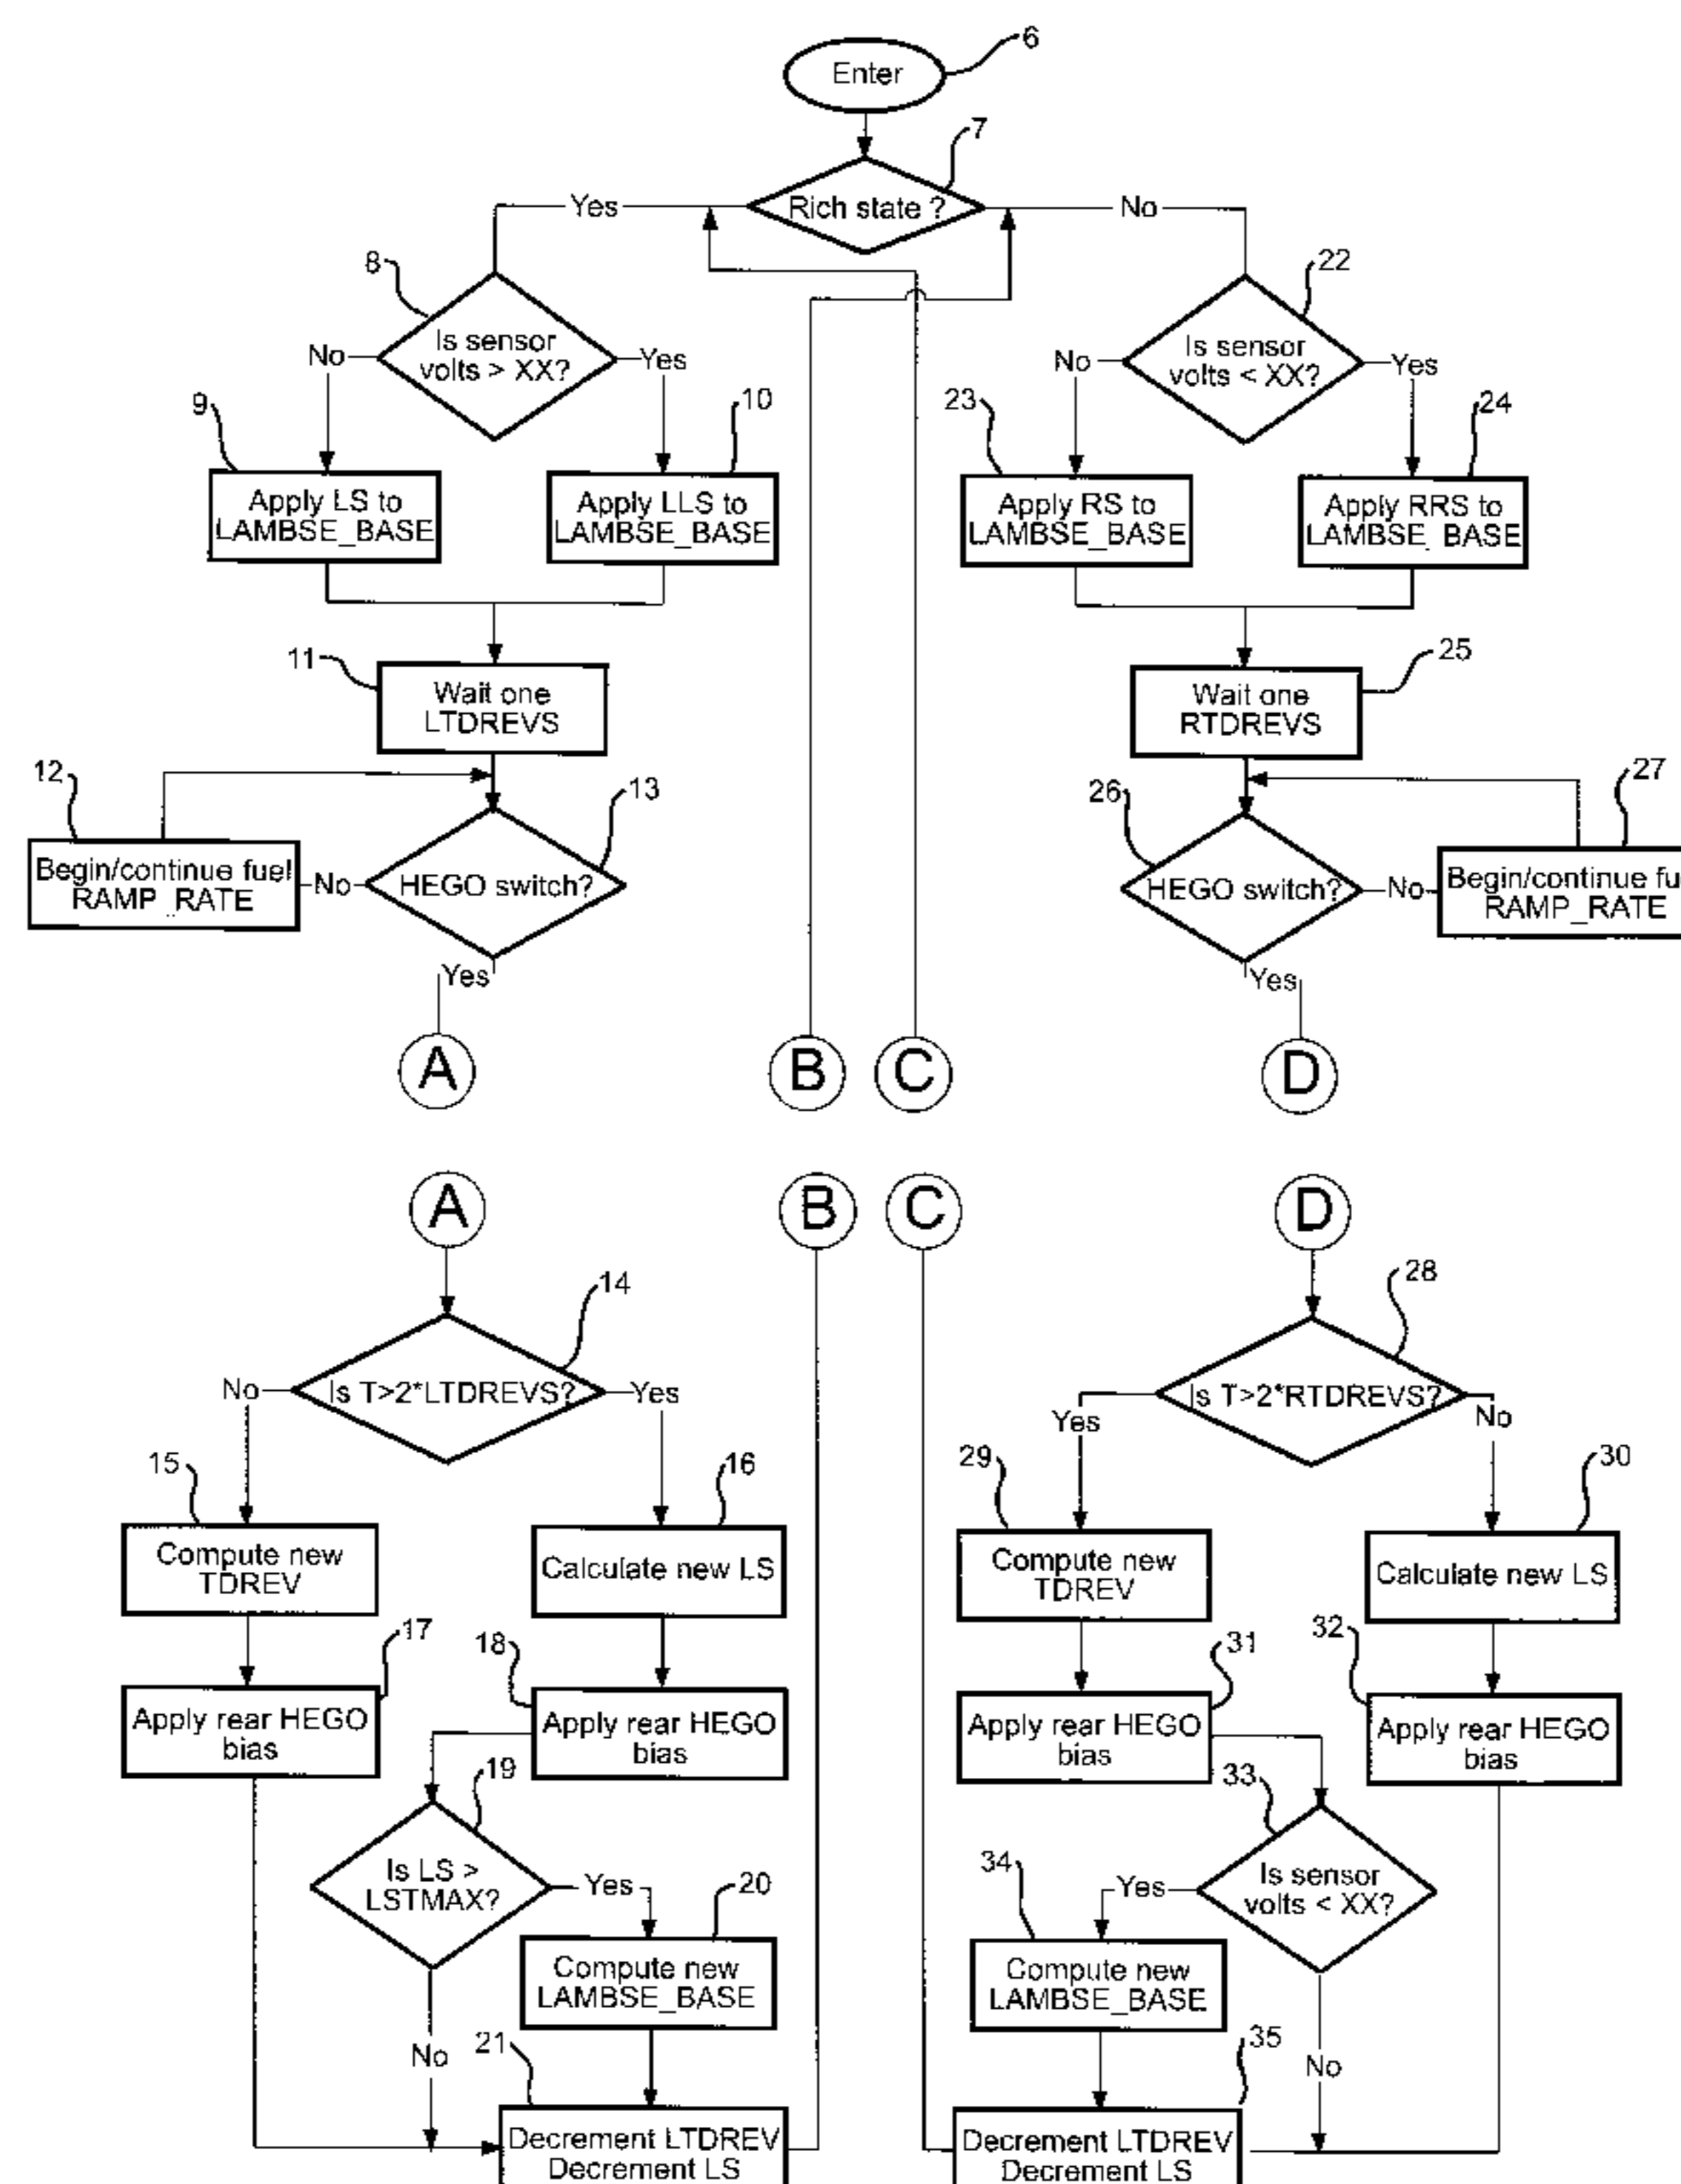 Enter
6
7
Rich state ?
Yes
No
8
22
Is sensor
volts > XX?
Is sensor
volts < XX?
No
Yes
No
Yes
9
10
23
24
Apply LS to
LAMBSE_BASE
Apply LLS to
LAMBSE_BASE
Apply RS to
LAMBSE_BASE
Apply RRS to
LAMBSE_BASE
11
Wait one
LTDREVS
25
Wait one
RTDREVS
12
13
26
27
Begin/continue fuel
RAMP_RATE
No
HEGO switch?
HEGO switch?
No
Begin/continue fu
RAMP_RATE
Yes
Yes
A
B
C
D
A
B
C
D
14
28
No
Is T>2*LTDREVS?
Yes
Is T>2*RTDREVS?
Yes
No
15
16
29
30
Compute new
TDREV
Calculate new LS
Compute new
TDREV
Calculate new LS
17
18
31
32
Apply rear HEGO
bias
Apply rear HEGO
bias
Apply rear HEGO
bias
Apply rear HEGO
bias
19
33
Is LS >
LSTMAX?
Yes
20
34
Yes
Is sensor
volts < XX?
Compute new
LAMBSE_BASE
Compute new
LAMBSE_BASE
No
21
35
No
Decrement LTDREV
Decrement LS
Decrement LTDREV
Decrement LS